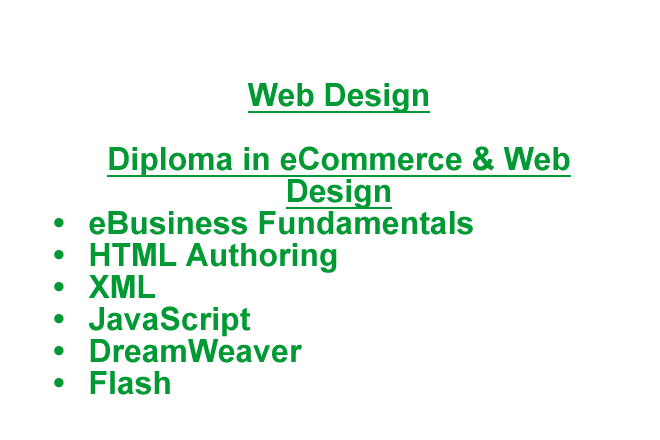 Web Design
Diploma in eCommerce & Web
Design
• eBusiness Fundamentals
• HTML Authoring
• XML
• JavaScript
• DreamWeaver
• Flash